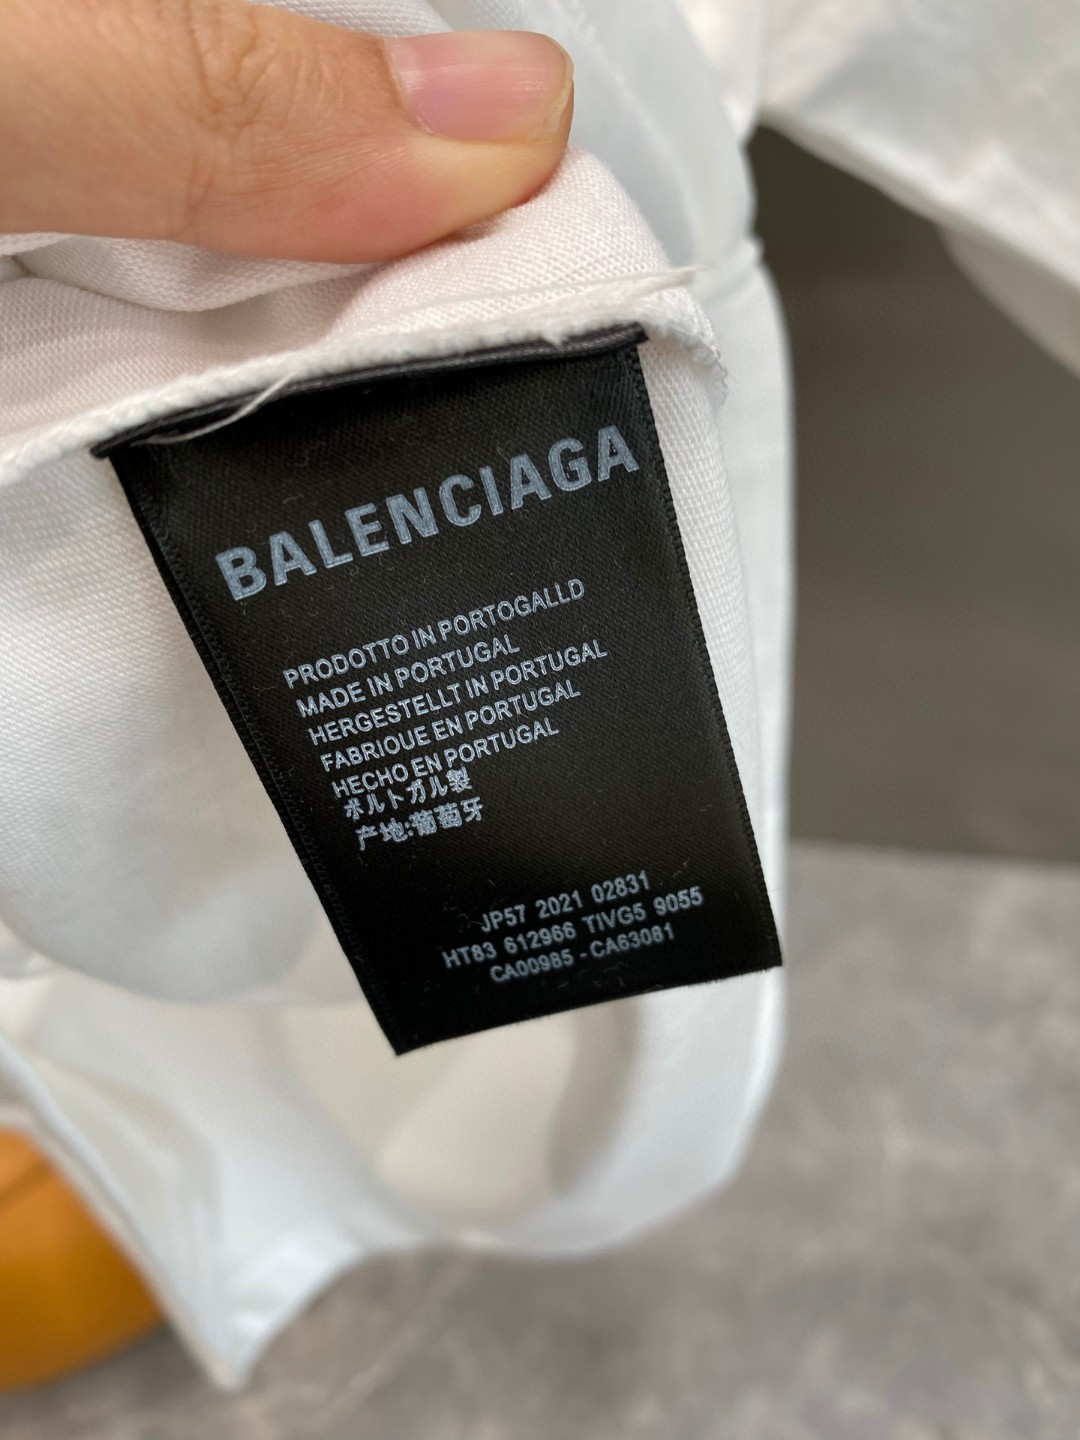 BALENCIAGA
PRODOTTO IN PORTOGALLD
MADE IN PORTUGAL
HERGESTELLT IN PORTUGAL
FABRIOUE EN PORTUGAL
HECHO EN PORTUGAL
ポルトガル製
产地:葡萄牙
JP57 2021 02831
HT83 612966 TIVG5 9055
CA00985 - CA63081